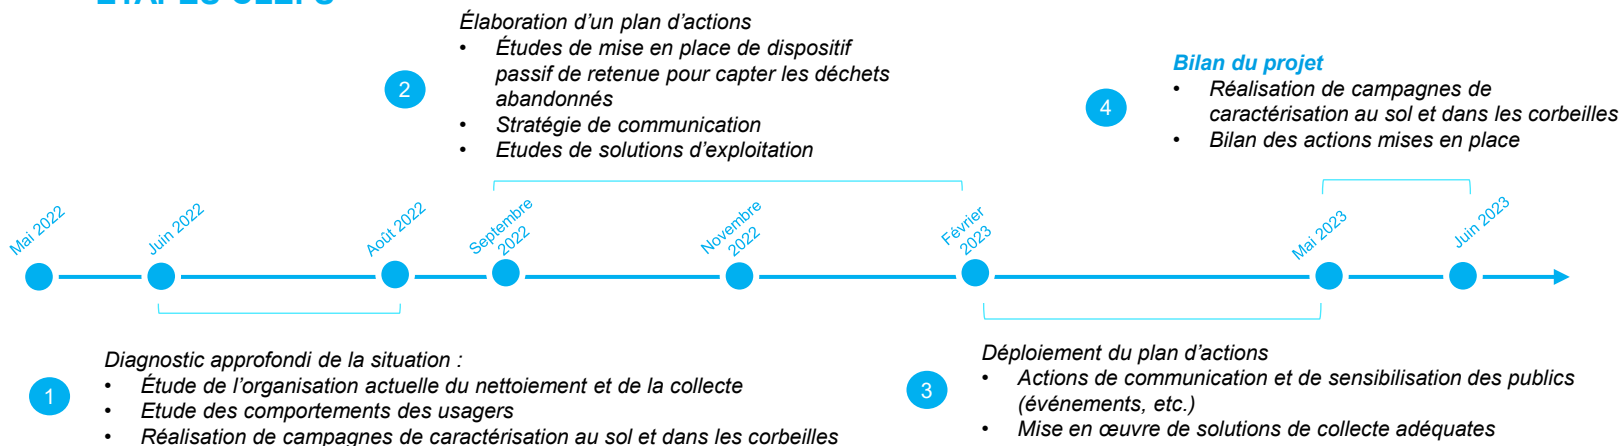 ÉTAPES CLEFS
Élaboration d’un plan d’actions
• Études de mise en place de dispositif
passif de retenue pour capter les déchets
abandonnés
• Stratégie de communication
• Etudes de solutions d’exploitation
2
Bilan du projet
• Réalisation de campagnes de
caractérisation au sol et dans les corbeilles
• Bilan des actions mises en place
4
Mai 2022
Juin 2022
Août 2022
Septembre
2022
Novembre
2022
Février
2023
Mai 2023
Juin 2023
1
Diagnostic approfondi de la situation :
• Étude de l’organisation actuelle du nettoiement et de la collecte
• Etude des comportements des usagers
• Réalisation de campagnes de caractérisation au sol et dans les corbeilles
3
Déploiement du plan d’actions
• Actions de communication et de sensibilisation des publics
(événements, etc.)
• Mise en œuvre de solutions de collecte adéquates